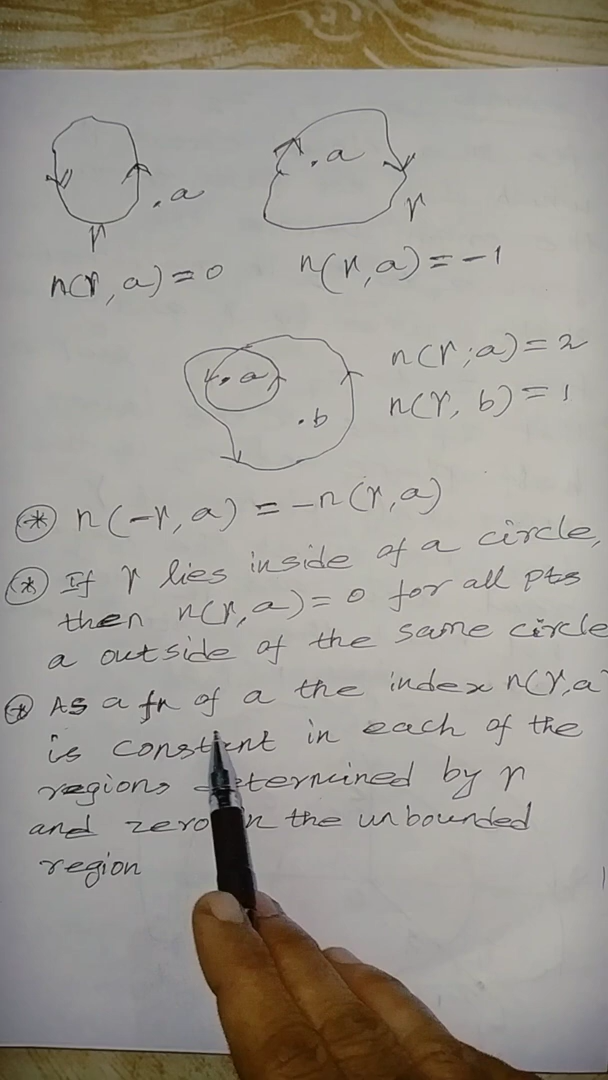 .a
r
n(r, a) = 0
.a
r
n(r, a) = -1
.a
.b
n(r; a) = 2
n(r, b) = 1
* n(-r, a) = -n(r, a)
* If r lies inside of a circle,
then n(r, a) = 0 for all pts
a outside of the same circle
* As a fn of a the index n(r, a)
is constant in each of the
regions determined by r
and zero in the unbounded
region